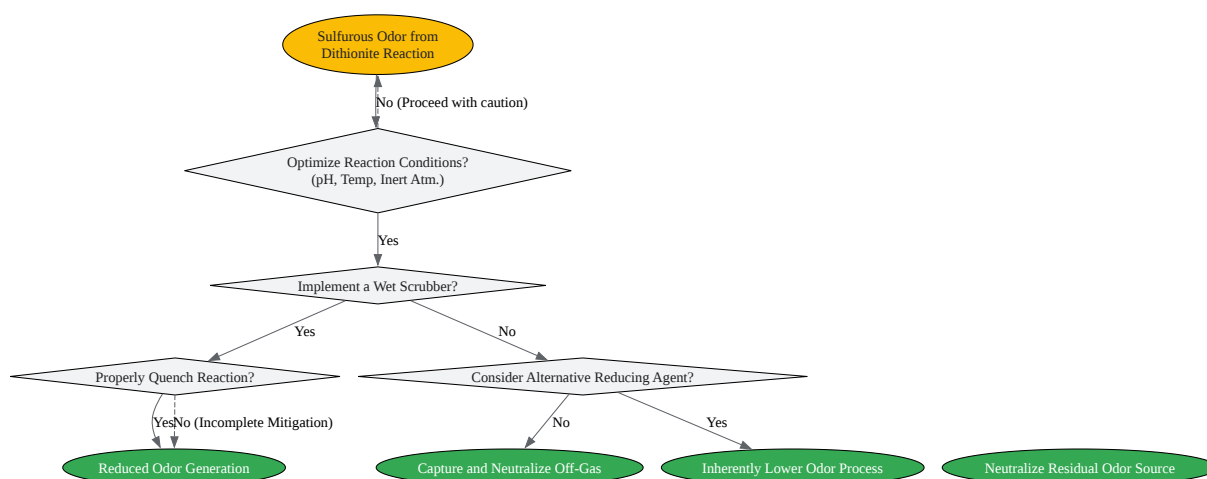 Sulfurous Odor from
Dithionite Reaction
No (Proceed with caution)
Optimize Reaction Conditions?
(pH, Temp, Inert Atm.)
Yes
Implement a Wet Scrubber?
Yes
No
Properly Quench Reaction?
Consider Alternative Reducing Agent?
Yes
No (Incomplete Mitigation)
No
Yes
Reduced Odor Generation
Capture and Neutralize Off-Gas
Inherently Lower Odor Process
Neutralize Residual Odor Source